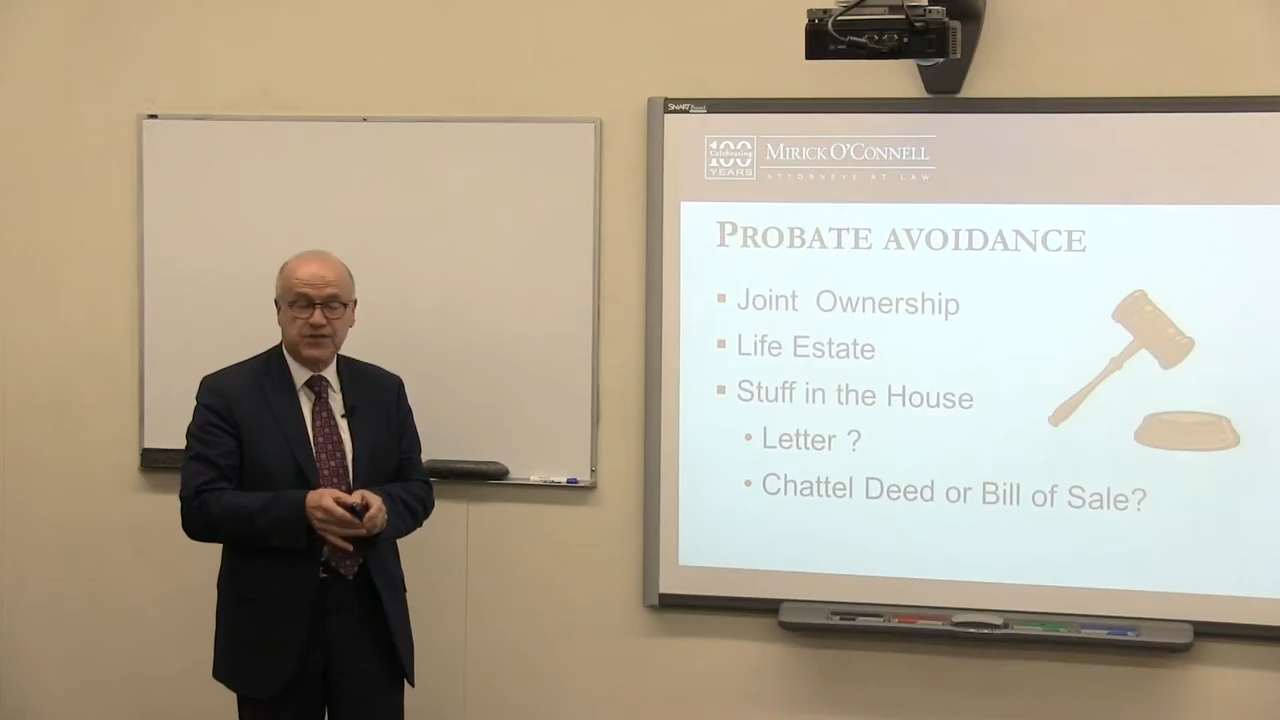 SMART Board
Celebrating
100
YEARS
MIRICK O'CONNELL
ATTORNEYS AT LAW
PROBATE AVOIDANCE
▪ Joint Ownership
▪ Life Estate
▪ Stuff in the House
• Letter ?
• Chattel Deed or Bill of Sale?